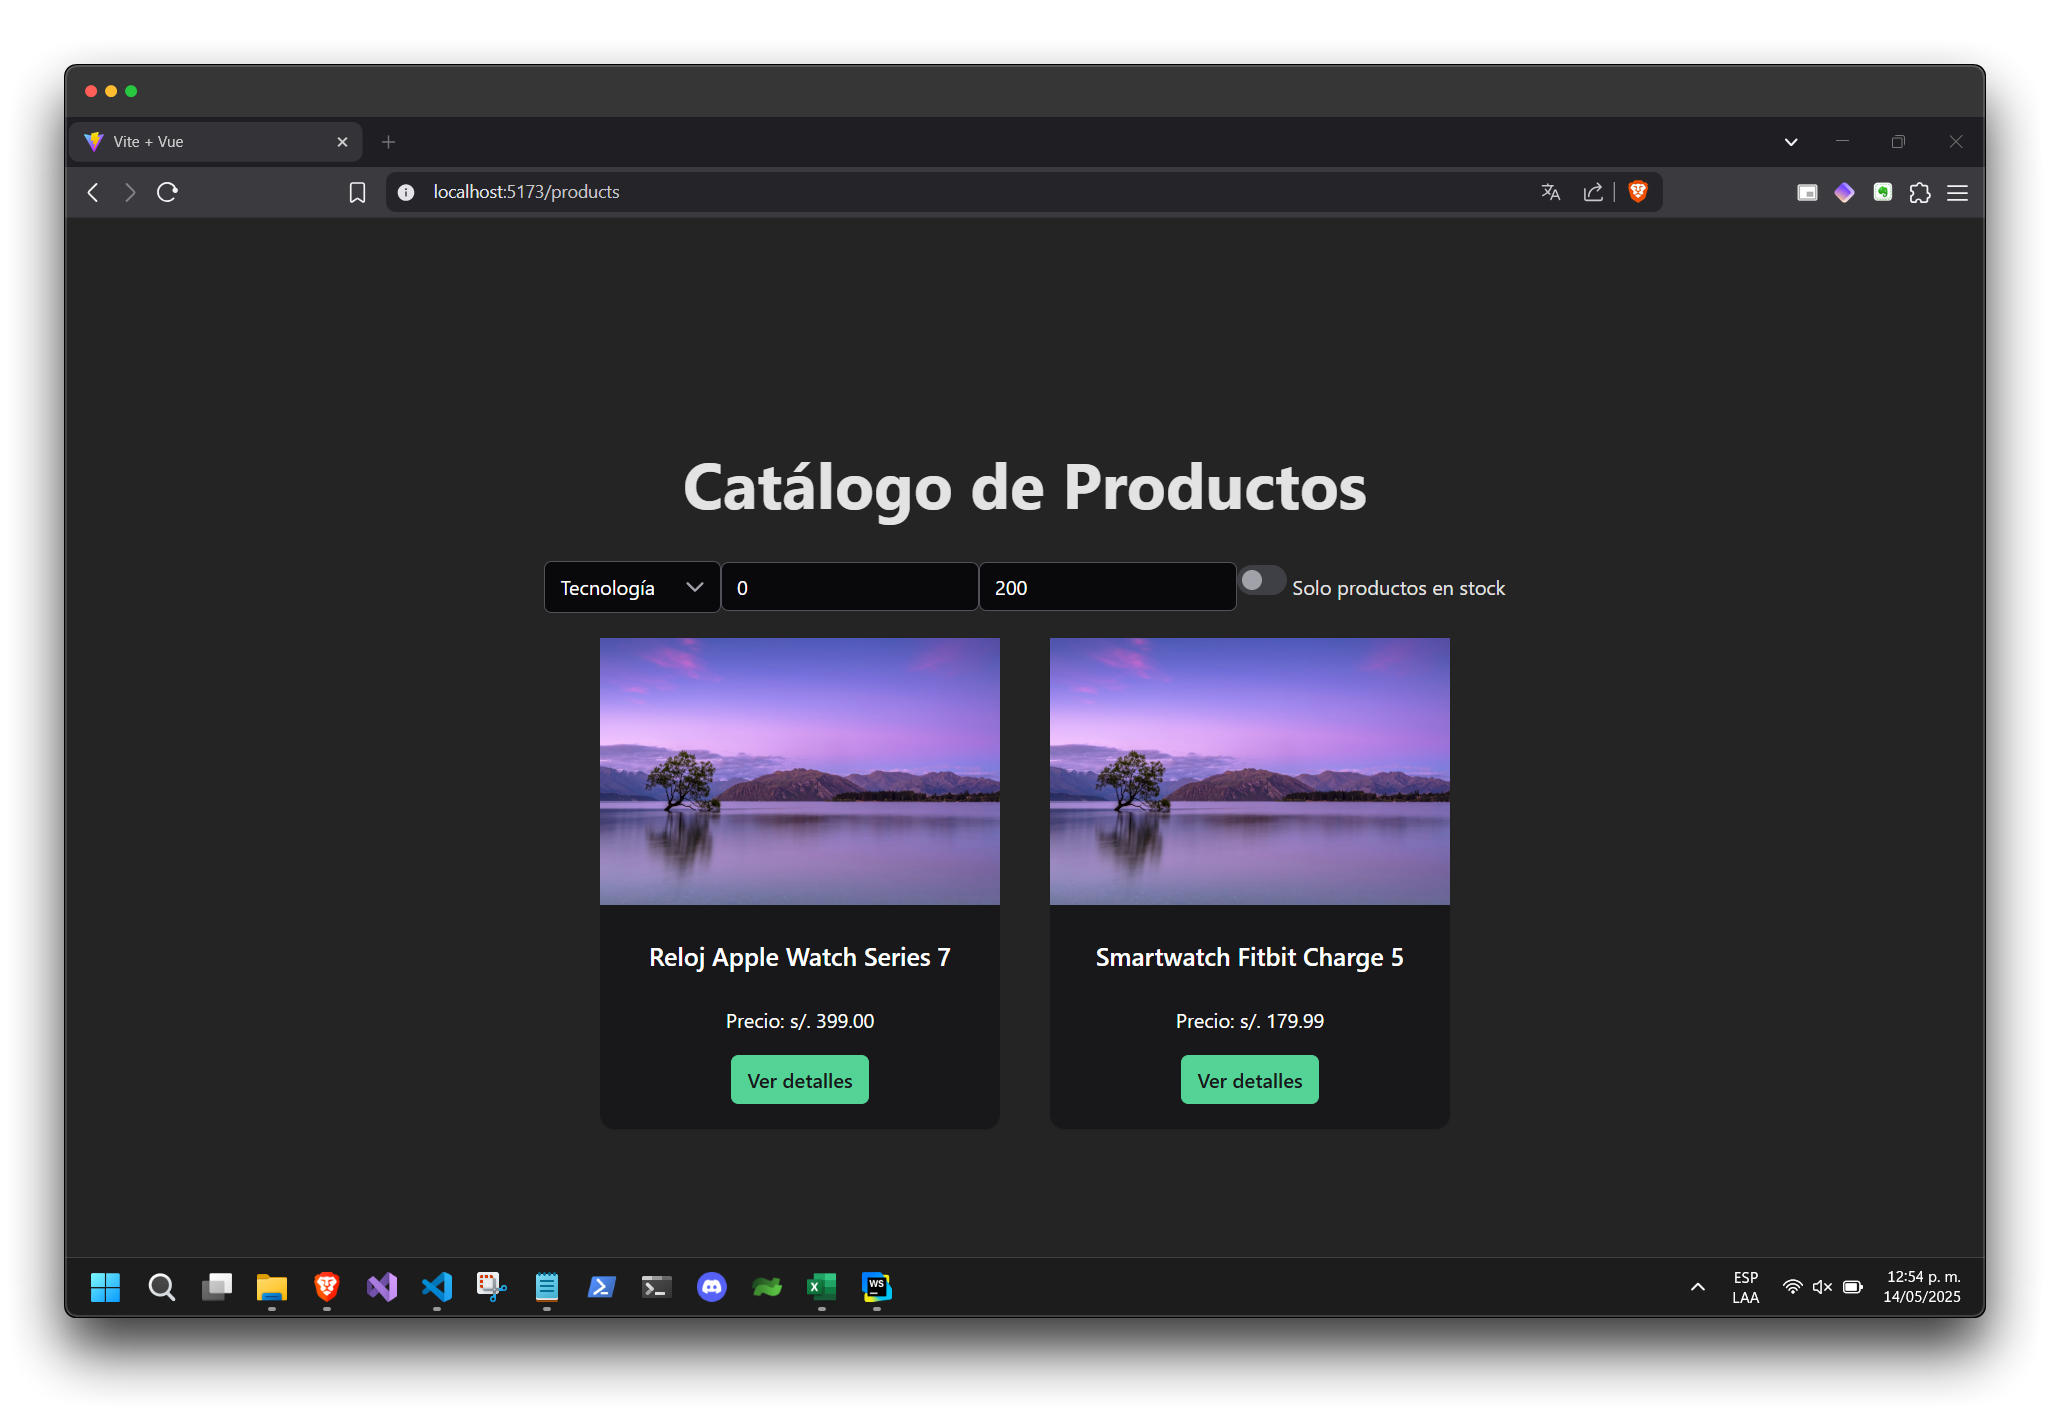 Vite + Vue
localhost:5173/products
Catálogo de Productos
Tecnología
0
200
Solo productos en stock
Reloj Apple Watch Series 7
Precio: s/. 399.00
Ver detalles
Smartwatch Fitbit Charge 5
Precio: s/. 179.99
Ver detalles
WS
ESP
LAA
12:54 p. m.
14/05/2025